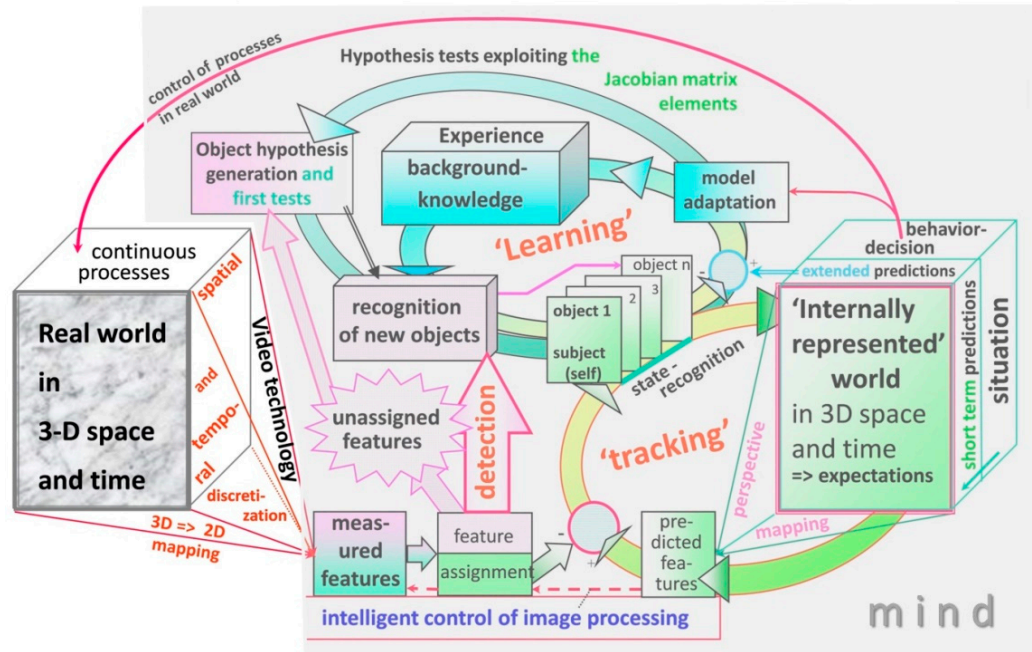 control of processes
in real world
Hypothesis tests exploiting the
Jacobian matrix
elements
Object hypothesis
generation and
first tests
Experience
background-
knowledge
model
adaptation
'Learning'
behavior-
decision
extended predictions
continuous
processes
spatial
and
tempo-
ral
discreti-
zation
Video technology
Real world
in
3-D space
and time
3D => 2D
mapping
recognition
of new objects
object n
3
2
object 1
subject
(self)
state -
recognition
-
+
'Internally
represented'
world
in 3D space
and time
=> expectations
short term predictions
situation
unassigned
features
detection
'tracking'
perspective
mapping
meas-
ured
features
feature
assignment
-
+
pre-
dicted
fea-
tures
intelligent control of image processing
mind